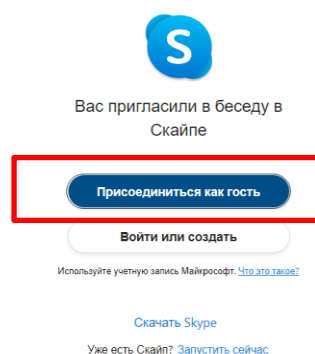 S
Вас пригласили в беседу в
Скайпе
Присоединиться как гость
Войти или создать
Используйте учетную запись Майкрософт. Что это такое?
Скачать Skype
Уже есть Скайп? Запустить сейчас